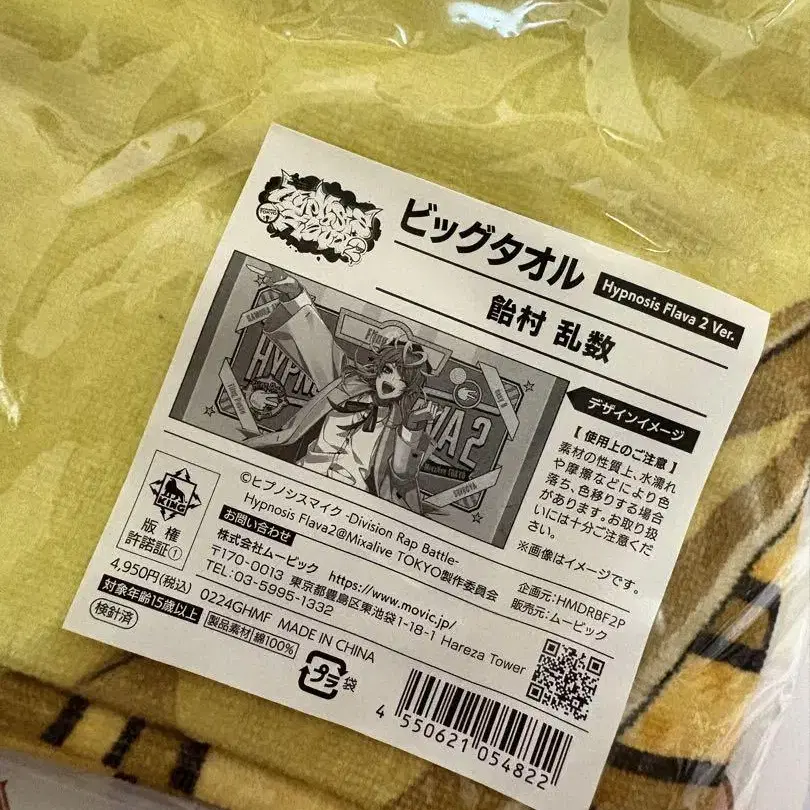 ビッグタオル
Hypnosis Flava 2 Ver.
飴村 乱数
デザインイメージ
【 使用上のご注意 】
素材の性質上、水濡れ
や摩擦などにより色
落ち、色移りする場合
があります。お取り扱
いには十分ご注意くだ
さい。
※画像はイメージです。
©ヒプノシスマイク -Division Rap Battle-
Hypnosis Flava2@Mixalive TOKYO製作委員会
KING
版権
許諾証①
お問い合わせ
株式会社ムービック https://www.movic.jp/
〒170-0013 東京都豊島区東池袋1-18-1 Hareza Tower
TEL:03-5995-1332
企画元:HMDRBF2P
販売元:ムービック
4,950円(税込)
対象年齢15歳以上
検針済
0224GHMF MADE IN CHINA
製品素材 綿100%
プラ 袋
4 550621 054822